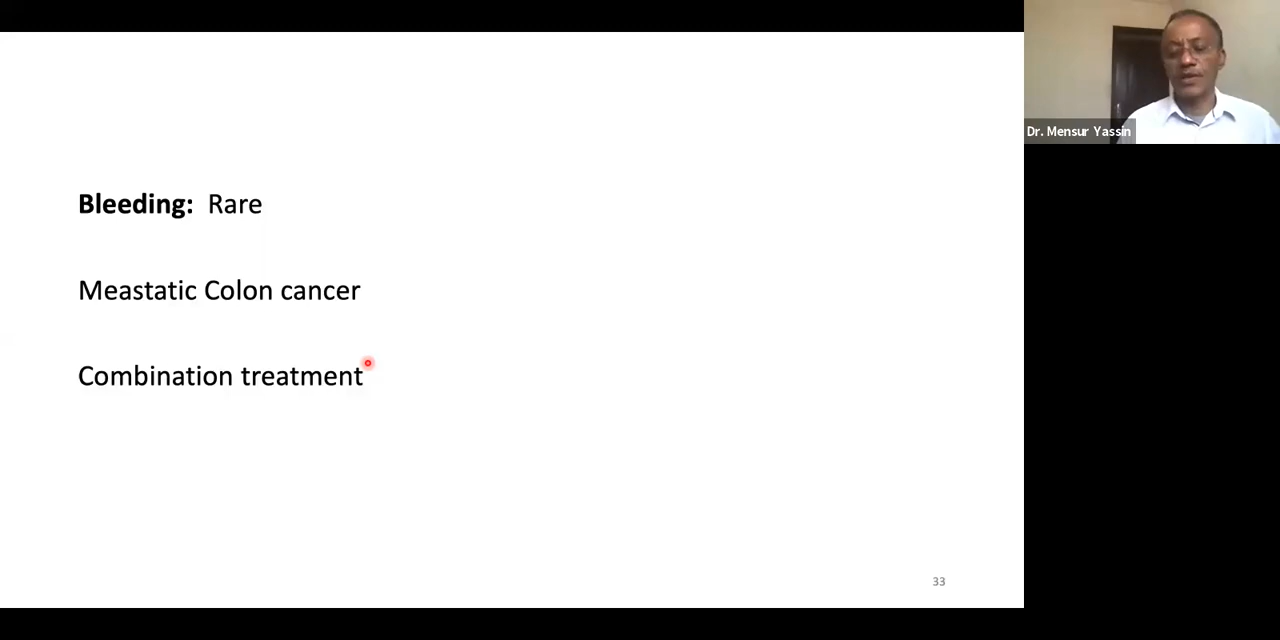 Bleeding: Rare
Meastatic Colon cancer
Combination treatment
33
Dr. Mensur Yassin